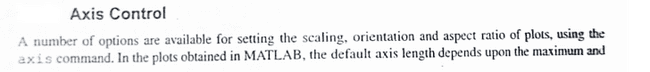 Axis Control
A number of options are available for setting the scaling, orientation and aspect ratio of plots, using the
axis command. In the plots obtained in MATLAB, the default axis length depends upon the maximum and